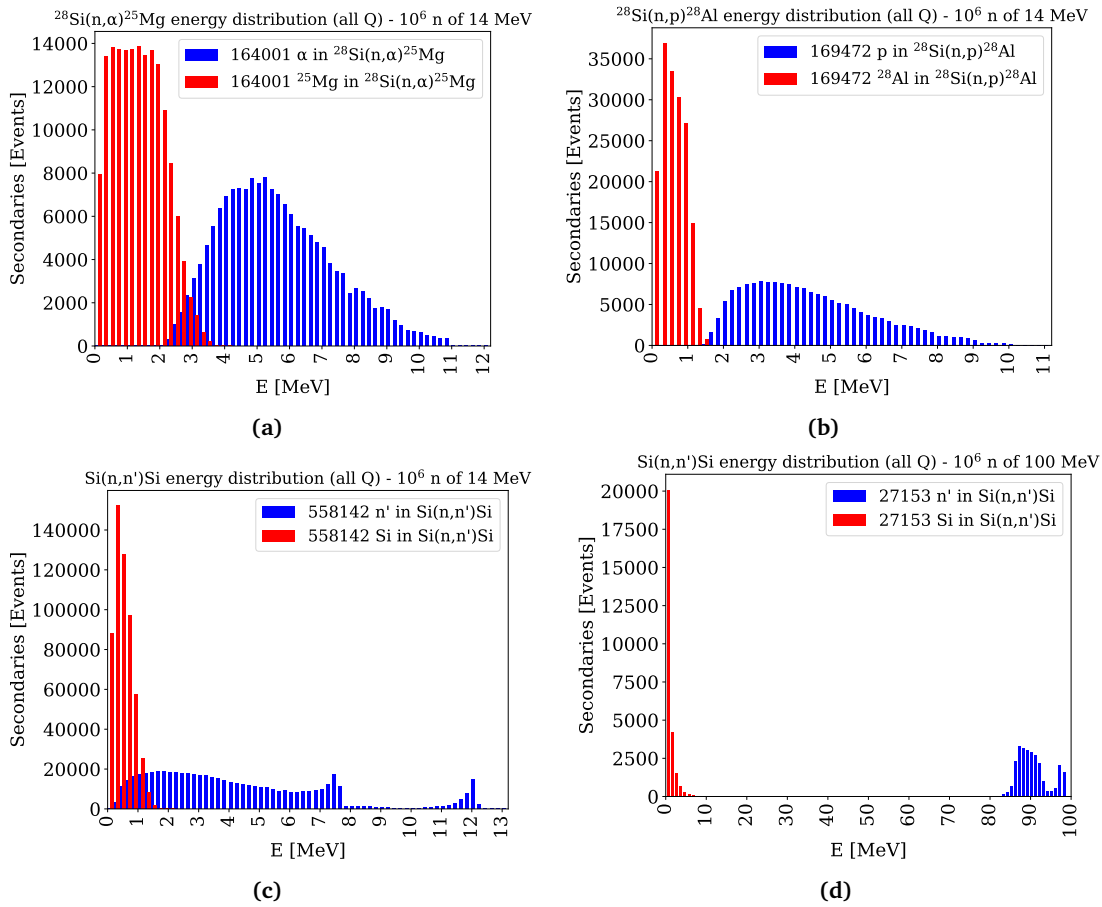 ²⁸Si(n,α)²⁵Mg energy distribution (all Q) - 10⁶ n of 14 MeV
164001 α in ²⁸Si(n,α)²⁵Mg
164001 ²⁵Mg in ²⁸Si(n,α)²⁵Mg
Secondaries [Events]
14000
12000
10000
8000
6000
4000
2000
0
0 1 2 3 4 5 6 7 8 9 10 11 12
E [MeV]
(a)
²⁸Si(n,p)²⁸Al energy distribution (all Q) - 10⁶ n of 14 MeV
169472 p in ²⁸Si(n,p)²⁸Al
169472 ²⁸Al in ²⁸Si(n,p)²⁸Al
Secondaries [Events]
35000
30000
25000
20000
15000
10000
5000
0
0 1 2 3 4 5 6 7 8 9 10 11
E [MeV]
(b)
Si(n,n')Si energy distribution (all Q) - 10⁶ n of 14 MeV
558142 n' in Si(n,n')Si
558142 Si in Si(n,n')Si
Secondaries [Events]
140000
120000
100000
80000
60000
40000
20000
0
0 1 2 3 4 5 6 7 8 9 10 11 12 13
E [MeV]
(c)
Si(n,n')Si energy distribution (all Q) - 10⁶ n of 100 MeV
27153 n' in Si(n,n')Si
27153 Si in Si(n,n')Si
Secondaries [Events]
20000
17500
15000
12500
10000
7500
5000
2500
0
0 10 20 30 40 50 60 70 80 90 100
E [MeV]
(d)